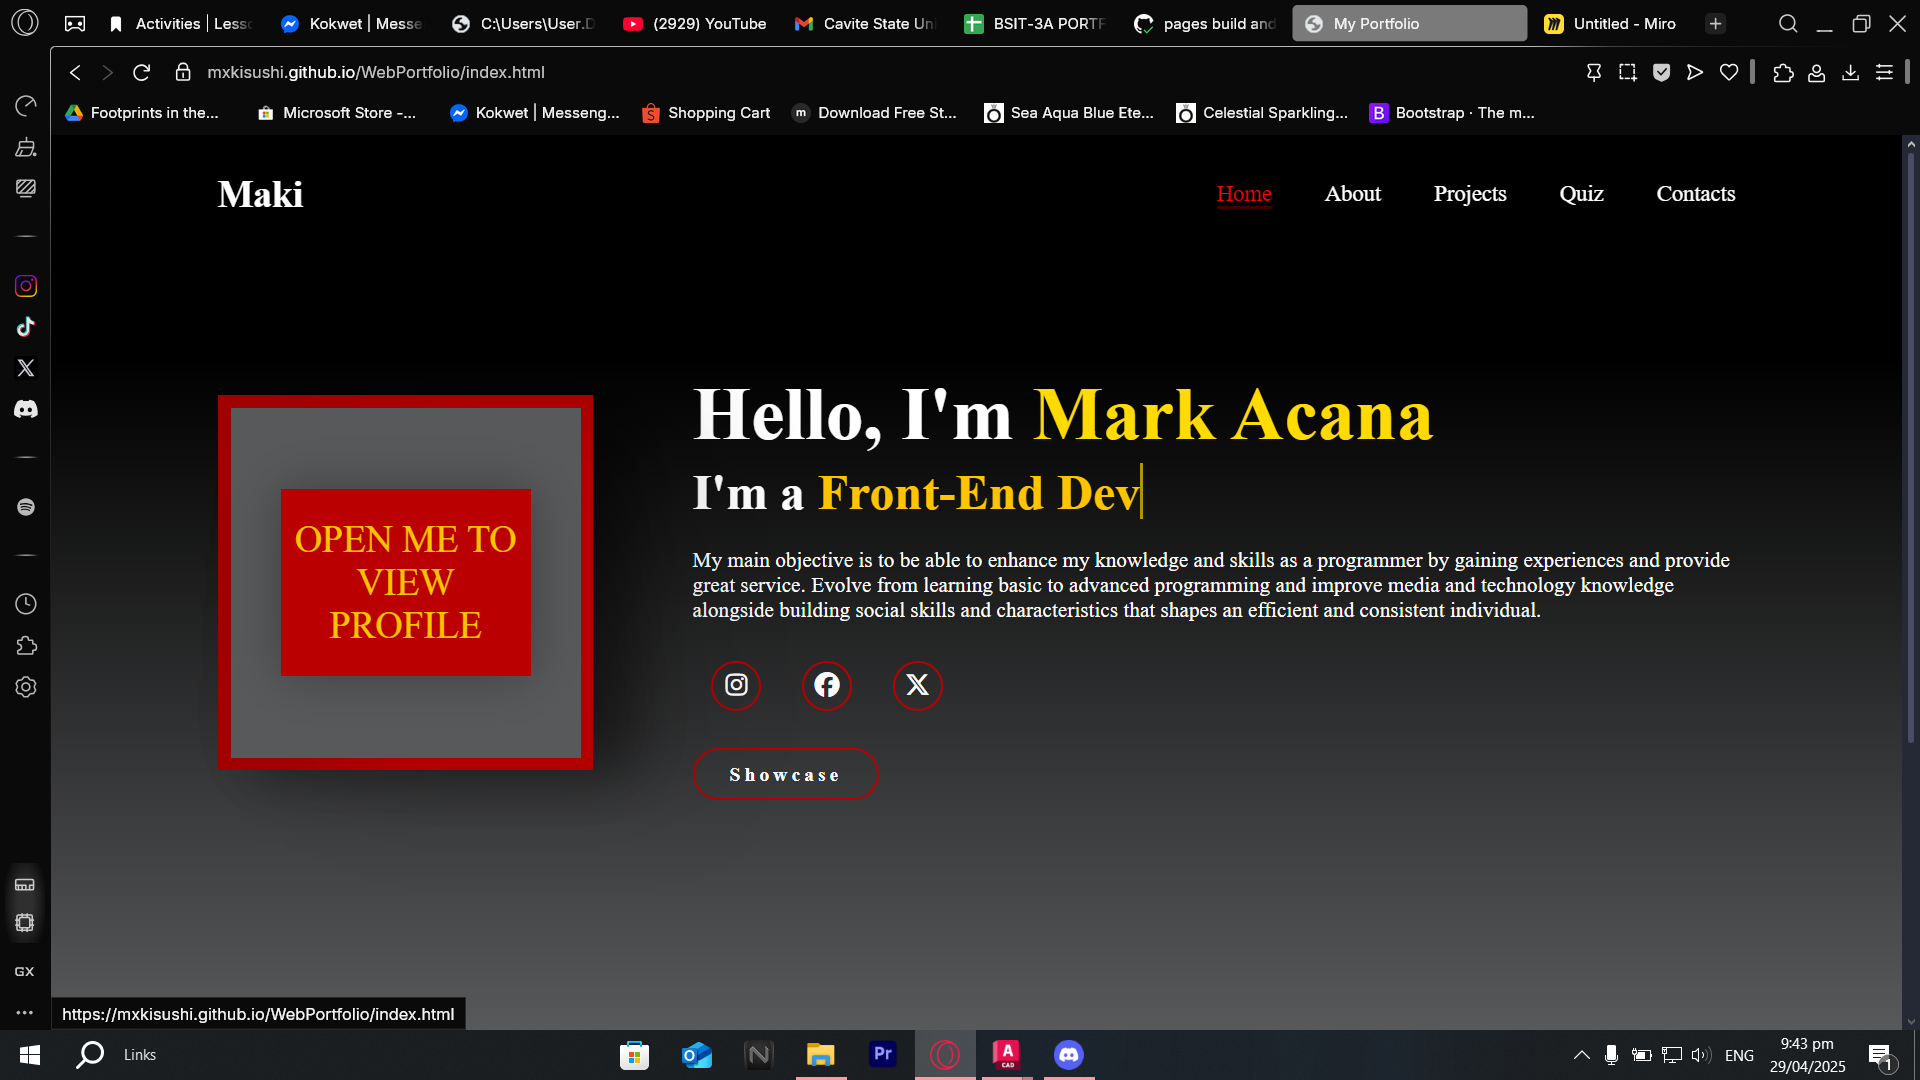 Activities | Less
Kokwet | Messe
C:\Users\User.D
(2929) YouTube
Cavite State Uni
BSIT-3A PORTF
pages build and
My Portfolio
Untitled - Miro
mxkisushi.github.io/WebPortfolio/index.html
Footprints in the...
Microsoft Store -...
Kokwet | Messeng...
Shopping Cart
Download Free St...
Sea Aqua Blue Ete...
Celestial Sparkling...
Bootstrap · The m...
Maki
Home
About
Projects
Quiz
Contacts
Hello, I'm Mark Acana
I'm a Front-End Dev
OPEN ME TO
VIEW
PROFILE
My main objective is to be able to enhance my knowledge and skills as a programmer by gaining experiences and provide
great service. Evolve from learning basic to advanced programming and improve media and technology knowledge
alongside building social skills and characteristics that shapes an efficient and consistent individual.
Showcase
GX
https://mxkisushi.github.io/WebPortfolio/index.html
Links
Pr
A
CAD
ENG
9:43 pm
29/04/2025
1